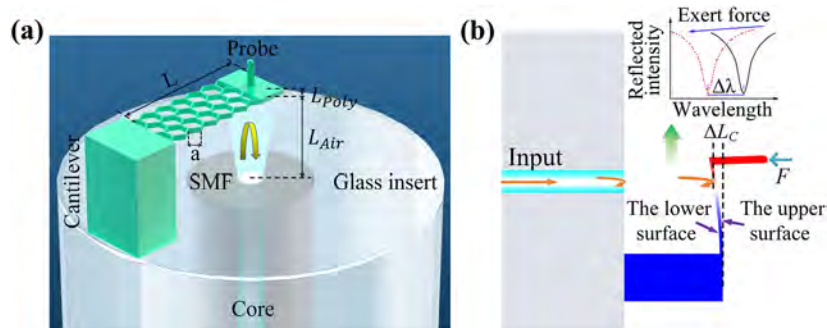 (a)
Probe
L
L_Poly
L_Air
a
Cantilever
SMF
Glass insert
Core
(b)
Exert force
Reflected
intensity
Δλ
Wavelength
ΔL_C
Input
F
The lower
surface
The upper
surface